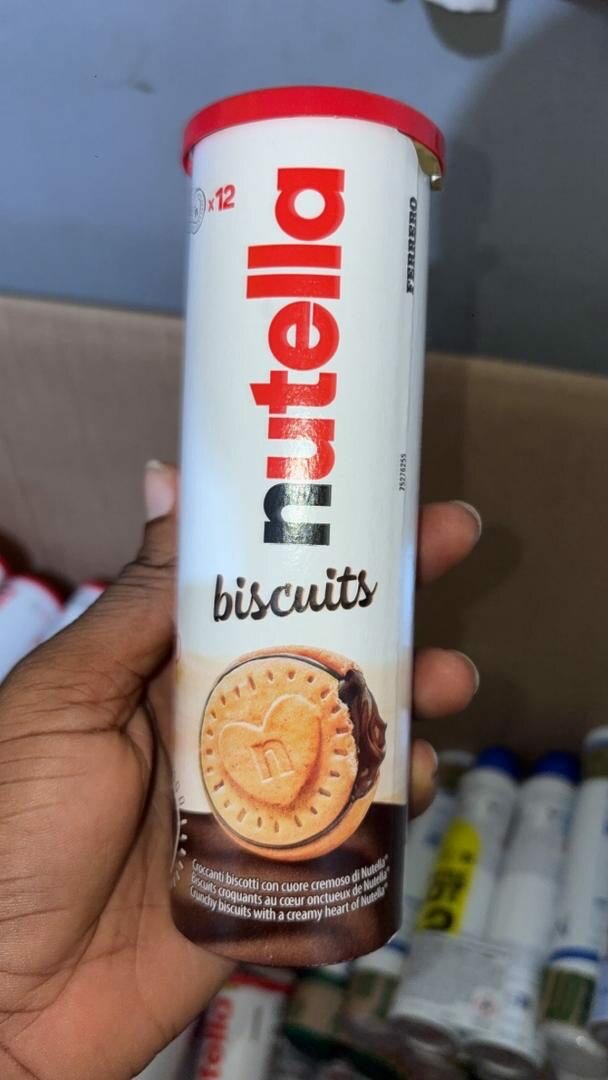 x12
nutella
FERRERO
75276255
biscuits
n
Croccanti biscotti con cuore cremoso di Nutella®
Biscuits croquants au cœur onctueux de Nutella®
Crunchy biscuits with a creamy heart of Nutella®